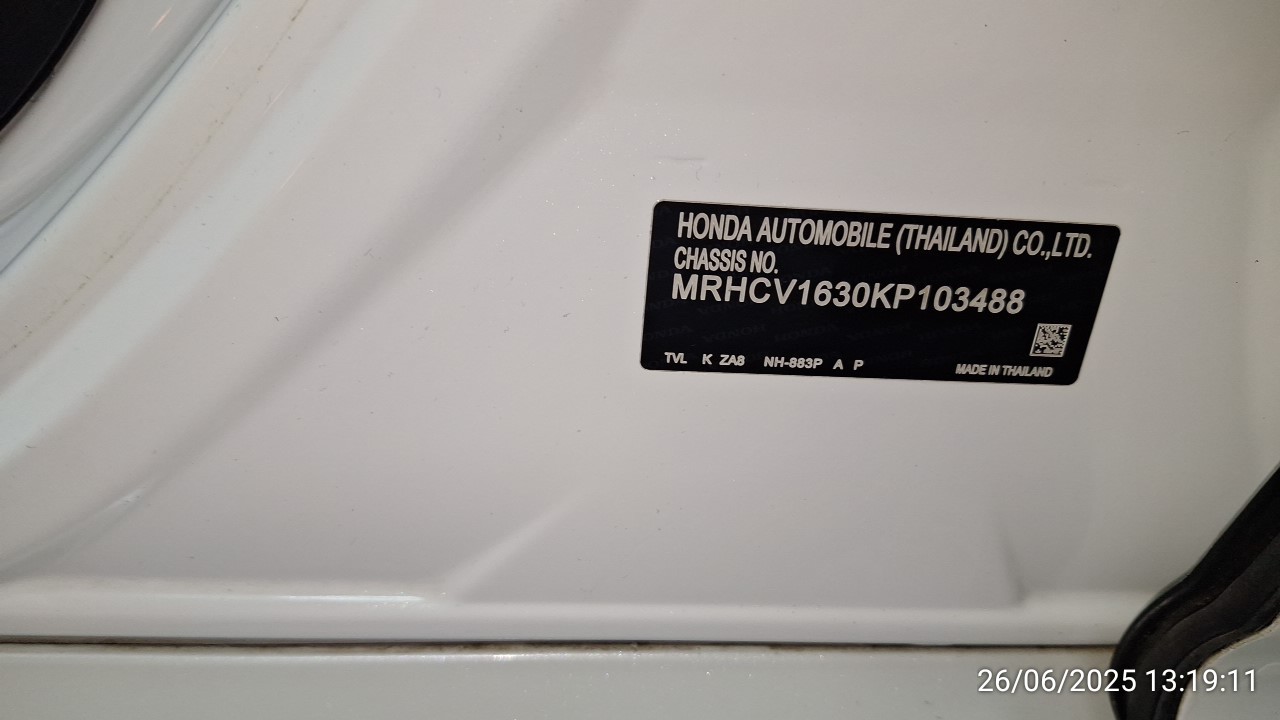 HONDA AUTOMOBILE (THAILAND) CO.,LTD.
CHASSIS NO.
MRHCV1630KP103488
TVL K ZA8 NH-883P A P
MADE IN THAILAND
26/06/2025 13:19:11